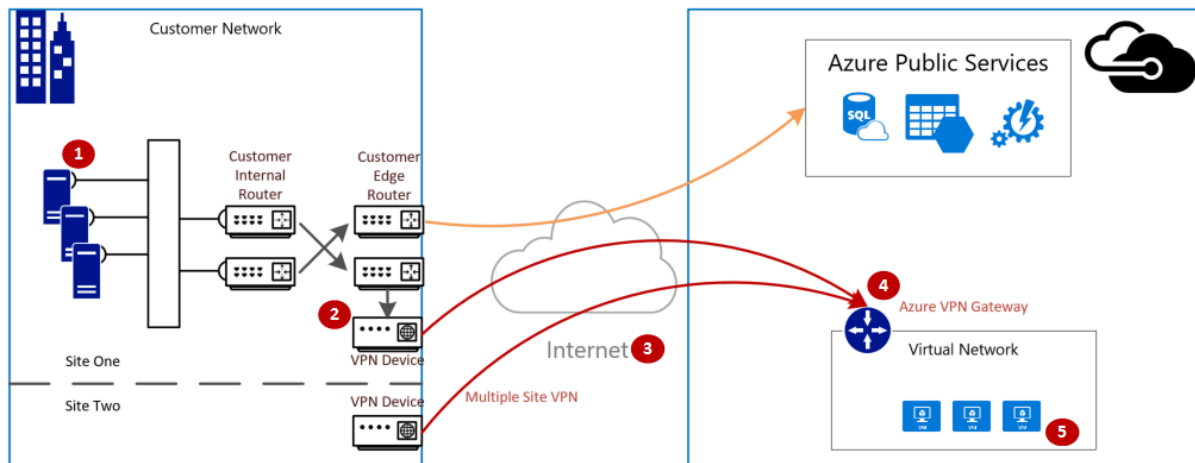 Customer Network
Azure Public Services
SQL
1
Customer
Internal
Router
Customer
Edge
Router
2
4
Azure VPN Gateway
Internet
3
Virtual Network
Site One
VPN Device
Site Two
VPN Device
Multiple Site VPN
VM
VM
VM
5